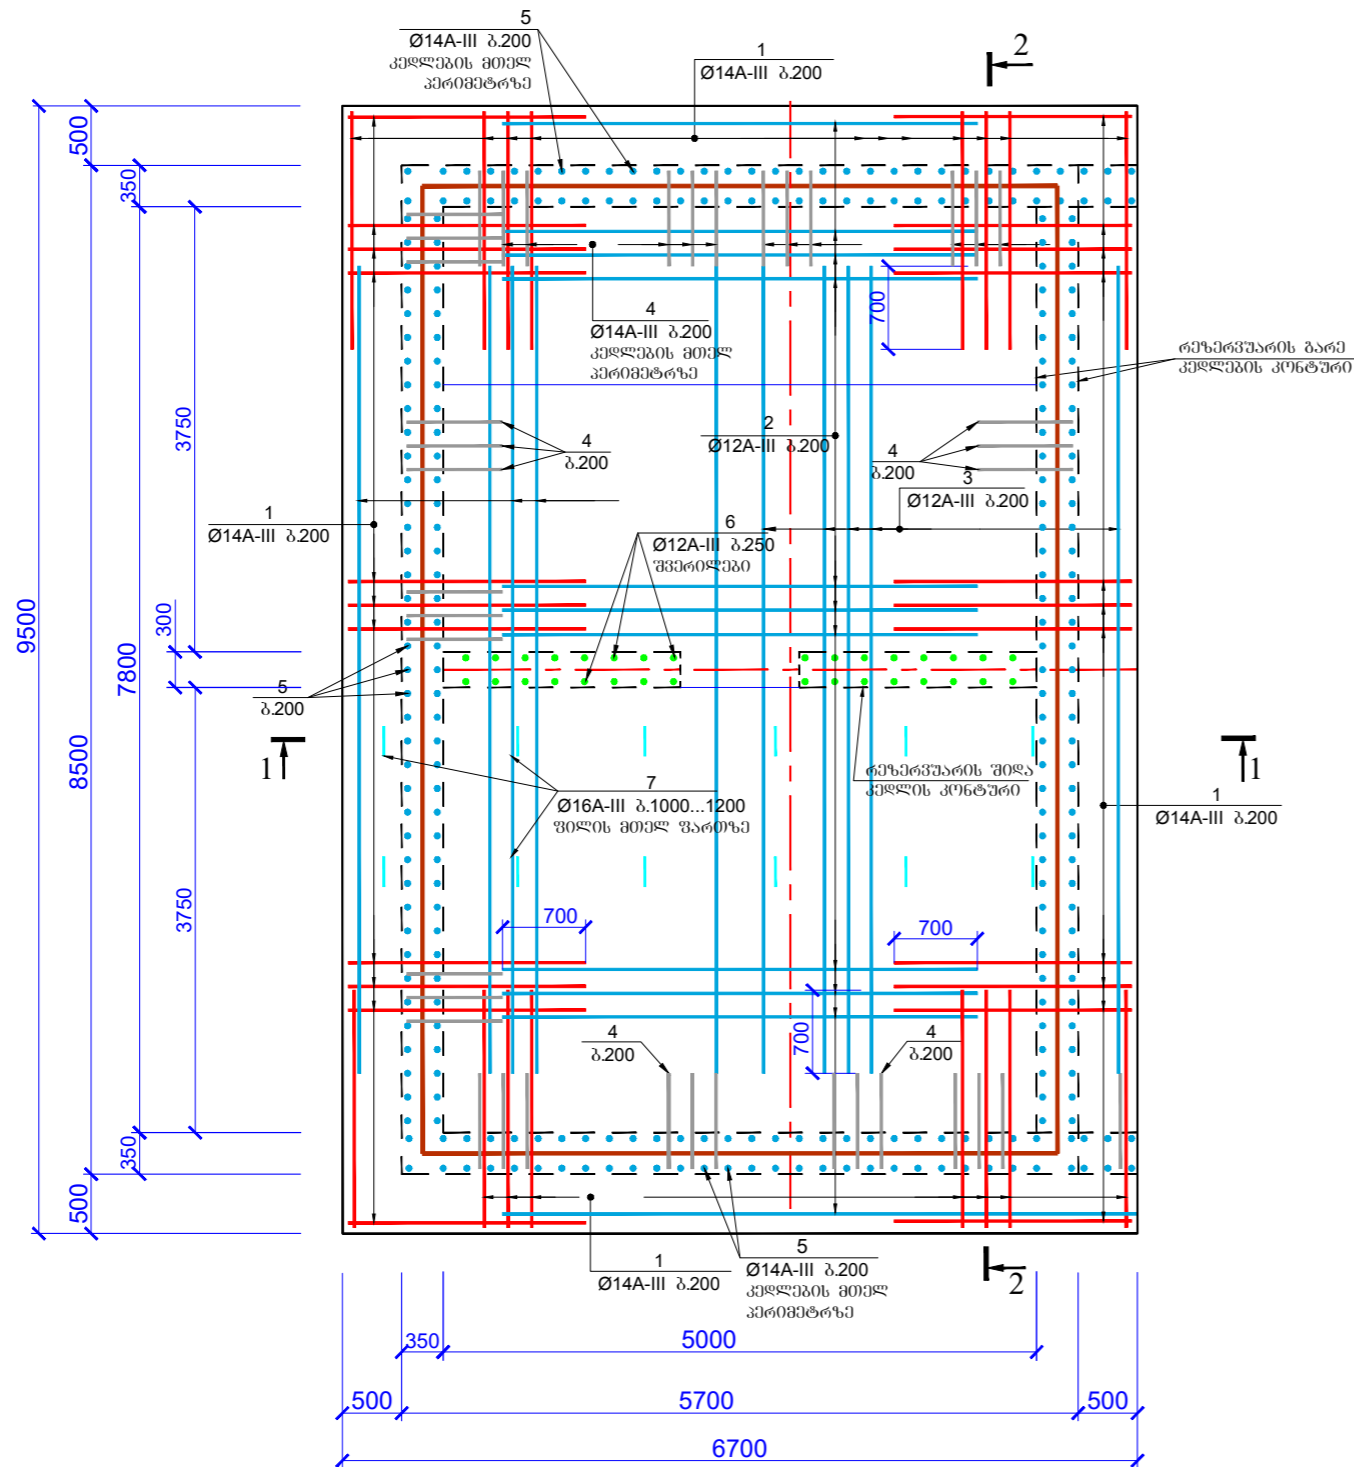 5
Ø14A-III ბ.200
კედლების მთელ
პერიმეტრზე
1
Ø14A-III ბ.200
2
500
350
9500
7800
8500
3750
300
3750
350
500
4
Ø14A-III ბ.200
კედლების მთელ
პერიმეტრზე
700
რეზერვუარის გარე
კედლების კონტური
2
Ø12A-III ბ.200
4
ბ.200
4
ბ.200
3
Ø12A-III ბ.200
1
Ø14A-III ბ.200
6
Ø12A-III ბ.250
შვერილები
5
ბ.200
1
1
რეზერვუარის შიდა
კედლის კონტური
7
Ø16A-III ბ.1000...1200
ფილის მთელ ფართზე
1
Ø14A-III ბ.200
700
700
700
4
ბ.200
4
ბ.200
1
Ø14A-III ბ.200
5
Ø14A-III ბ.200
კედლების მთელ
პერიმეტრზე
2
350
5000
500
5700
500
6700